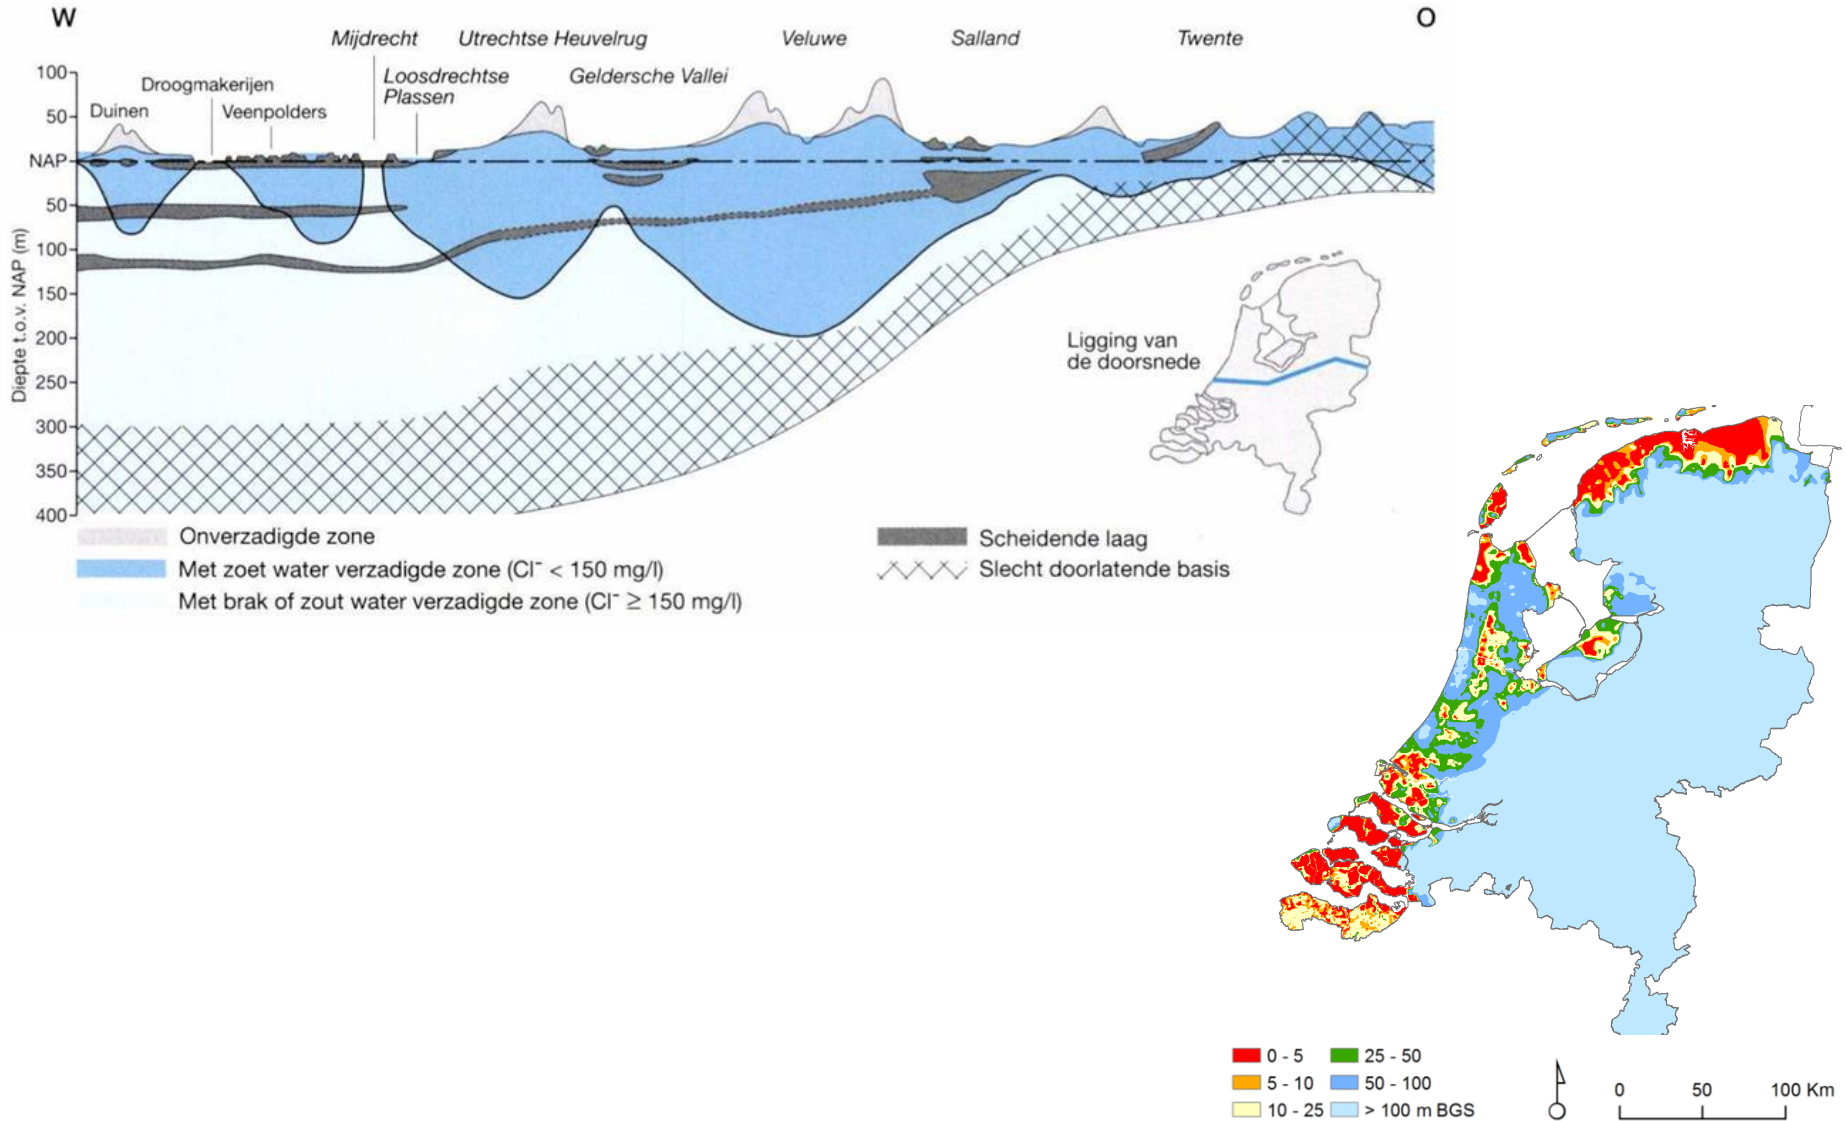 W
O
Mijdrecht
Utrechtse Heuvelrug
Veluwe
Salland
Twente
Droogmakerijen
Loosdrechtse
Plassen
Geldersche Vallei
Duinen
Veenpolders
Diepte t.o.v. NAP (m)
100
50
NAP
50
100
150
200
250
300
350
400
Ligging van
de doorsnede
Onverzadigde zone
Met zoet water verzadigde zone (Cl⁻ < 150 mg/l)
Met brak of zout water verzadigde zone (Cl⁻ ≥ 150 mg/l)
Scheidende laag
Slecht doorlatende basis
0 - 5
25 - 50
5 - 10
50 - 100
10 - 25
> 100 m BGS
0 50 100 Km